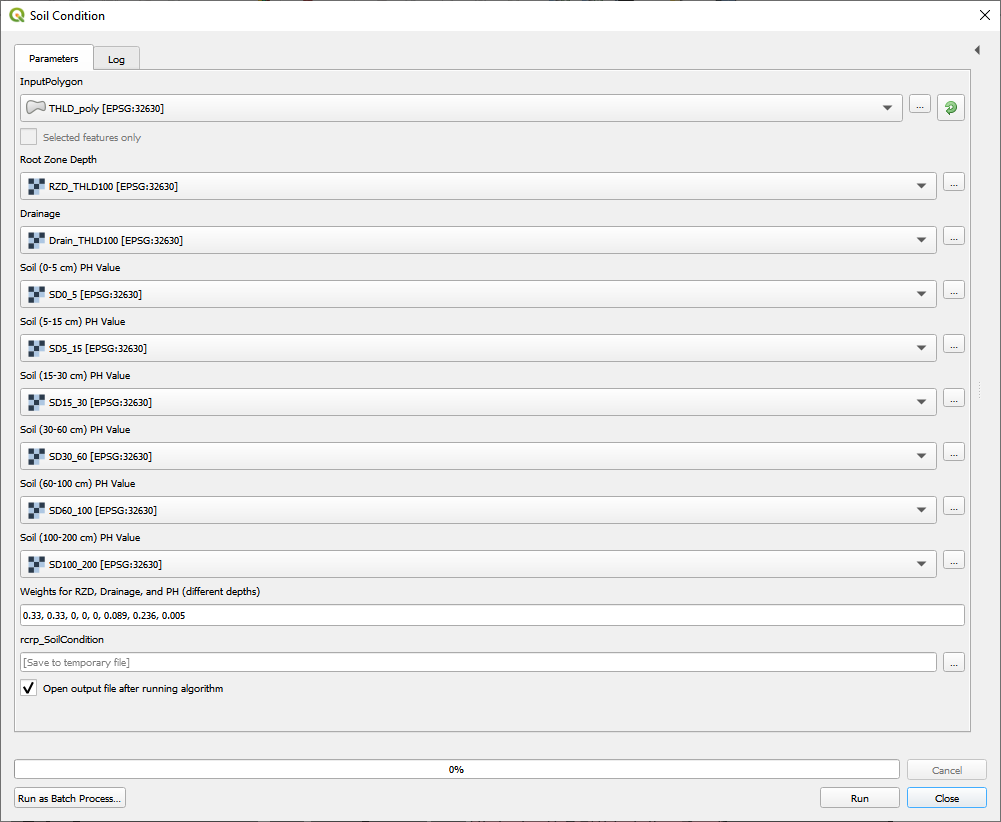 Soil Condition
Parameters
Log
InputPolygon
THLD_poly [EPSG:32630]
...
Selected features only
Root Zone Depth
RZD_THLD100 [EPSG:32630]
...
Drainage
Drain_THLD100 [EPSG:32630]
...
Soil (0-5 cm) PH Value
SD0_5 [EPSG:32630]
...
Soil (5-15 cm) PH Value
SD5_15 [EPSG:32630]
...
Soil (15-30 cm) PH Value
SD15_30 [EPSG:32630]
...
Soil (30-60 cm) PH Value
SD30_60 [EPSG:32630]
...
Soil (60-100 cm) PH Value
SD60_100 [EPSG:32630]
...
Soil (100-200 cm) PH Value
SD100_200 [EPSG:32630]
...
Weights for RZD, Drainage, and PH (different depths)
0.33, 0.33, 0, 0, 0, 0.089, 0.236, 0.005
rcrp_SoilCondition
[Save to temporary file]
...
Open output file after running algorithm
0%
Cancel
Run as Batch Process...
Run
Close